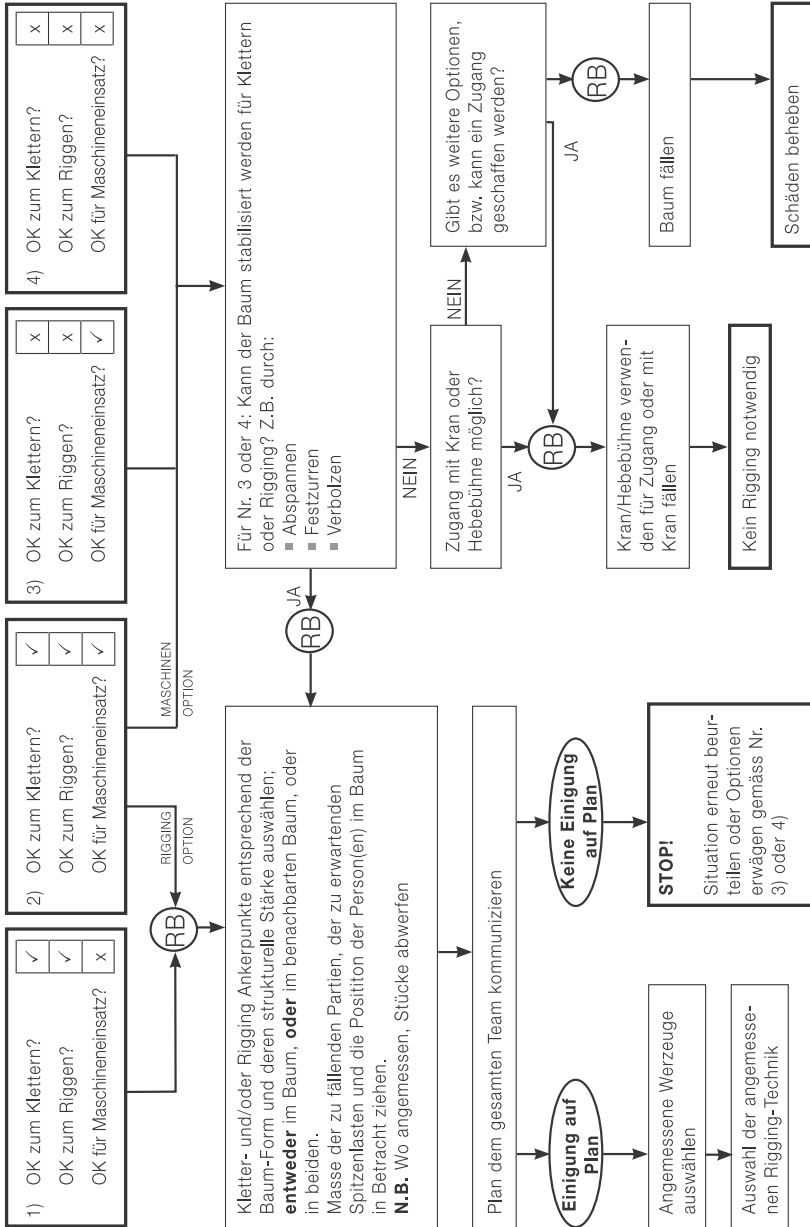 1) OK zum Klettern? ✓
OK zum Riggen? ✓
OK für Maschineneinsatz? x
2) OK zum Klettern? ✓
OK zum Riggen? ✓
OK für Maschineneinsatz? ✓
3) OK zum Klettern? x
OK zum Riggen? x
OK für Maschineneinsatz? ✓
4) OK zum Klettern? x
OK zum Riggen? x
OK für Maschineneinsatz? x
RIGGING
OPTION
MASCHINEN
OPTION
RB
Kletter- und/oder Rigging Ankerpunkte entsprechend der
Baum-Form und deren strukturelle Stärke auswählen;
entweder im Baum, oder im benachbarten Baum, oder
in beiden.
Masse der zu fällenden Partien, der zu erwartenden
Spitzenlasten und die Posititon der Person(en) im Baum
in Betracht ziehen.
N.B. Wo angemessen, Stücke abwerfen
JA
RB
Für Nr. 3 oder 4: Kann der Baum stabilisiert werden für Klettern
oder Rigging? Z.B. durch:
■ Abspannen
■ Festzurren
■ Verbolzen
NEIN
Zugang mit Kran oder
Hebebühne möglich?
NEIN
Gibt es weitere Optionen,
bzw. kann ein Zugang
geschaffen werden?
JA
RB
JA
RB
Plan dem gesamten Team kommunizieren
Kran/Hebebühne verwen-
den für Zugang oder mit
Kran fällen
Baum fällen
Einigung auf
Plan
Keine Einigung
auf Plan
Kein Rigging notwendig
Schäden beheben
Angemessene Werzeuge
auswählen
STOP!
Situation erneut beur-
teilen oder Optionen
erwägen gemäss Nr.
3) oder 4)
Auswahl der angemesse-
nen Rigging-Technik